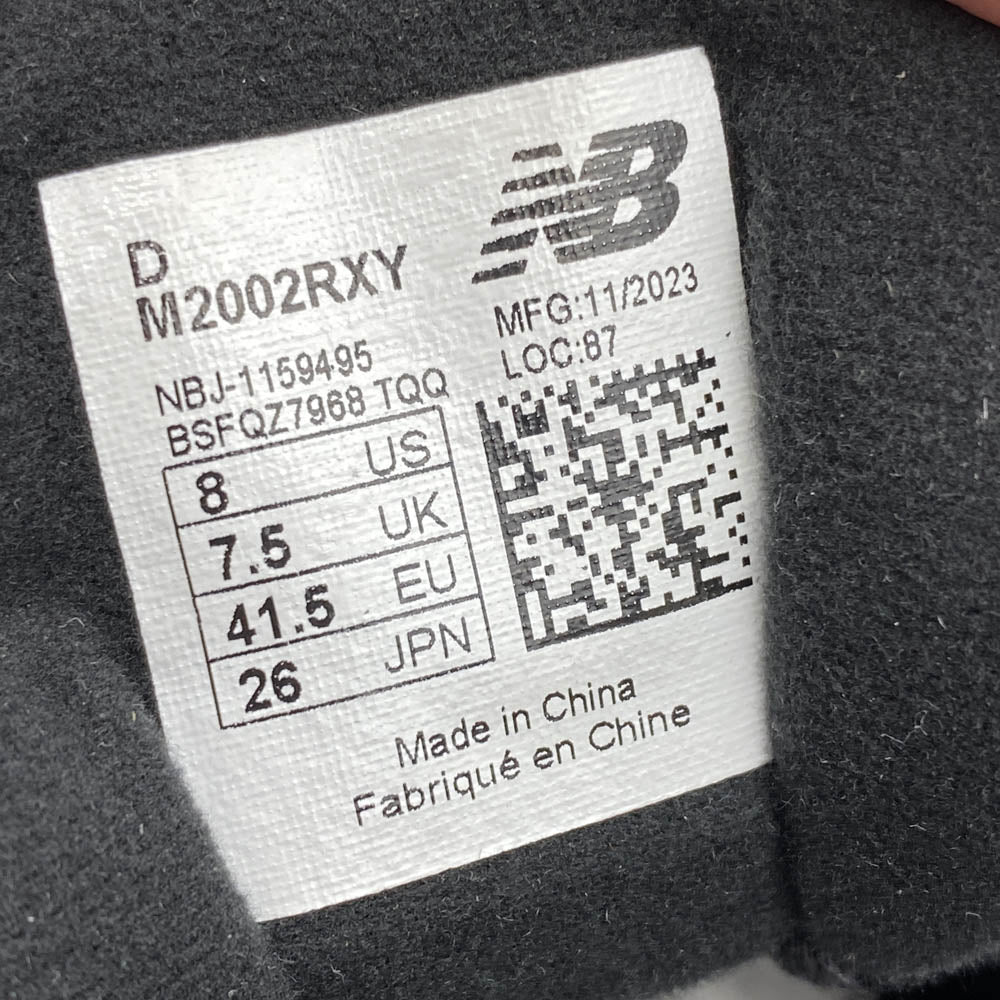 NB
D
M2002RXY
MFG:11/2023
LOC:87
NBJ-1159495
BSFQZ7968 TQQ
8 US
7.5 UK
41.5 EU
26 JPN
Made in China
Fabriqué en Chine